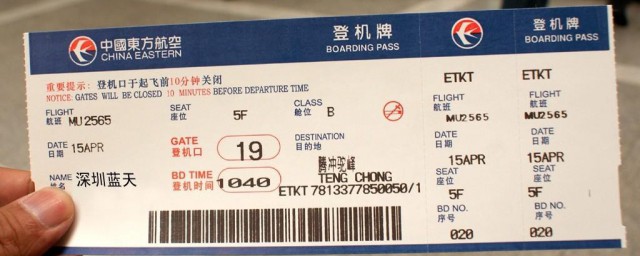 中國東方航空
CHINA EASTERN
登机牌
BOARDING PASS
重要提示：登机口于起飞前10分钟关闭
NOTICE: GATES WILL BE CLOSED 10 MINUTES BEFORE DEPARTURE TIME
FLIGHT
航班 MU2565
SEAT
座位 5F
CLASS
舱位 B
DATE
日期 15APR
GATE
登机口 19
DESTINATION
目的地
腾冲驼峰
TENG CHONG
NAME
姓名 深圳蓝天
BD TIME
登机时间 1040
ETKT7813377850050/1
登机牌
BOARDING PASS
ETKT
FLIGHT
航班
MU2565
DATE
日期
15APR
SEAT
座位
5F
BD NO.
序号
020
ETKT
FLIGHT
航班
MU2565
DATE
日期
15APR
SEAT
座位
5F
BD NO.
序号
020